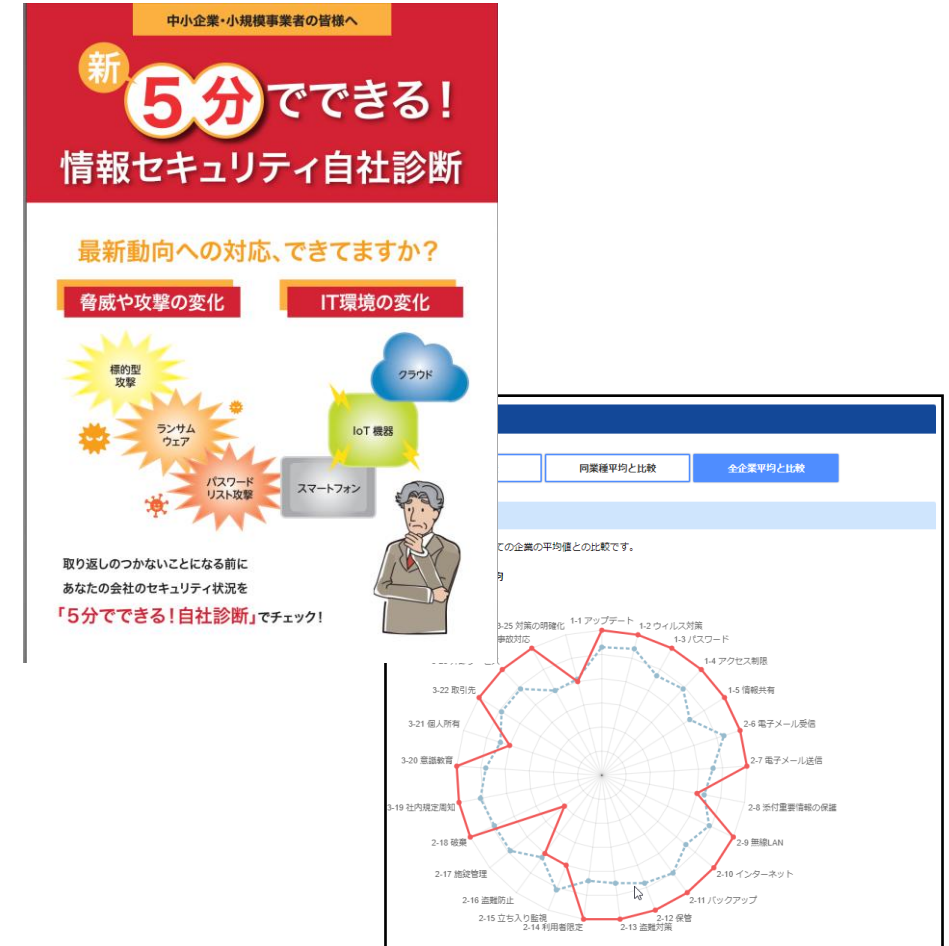 中小企業・小規模事業者の皆様へ
新
5分でできる!
情報セキュリティ自社診断
最新動向への対応、できてますか?
脅威や攻撃の変化
IT環境の変化
標的型
攻撃
ランサム
ウェア
パスワード
リスト攻撃
クラウド
IoT 機器
スマートフォン
取り返しのつかないことになる前に
あなたの会社のセキュリティ状況を
「5分でできる!自社診断」でチェック!
同業種平均と比較
全企業平均と比較
ての企業の平均値との比較です。
均
1-1 アップデート
1-2 ウィルス対策
1-3 パスワード
1-4 アクセス制限
1-5 情報共有
2-6 電子メール受信
2-7 電子メール送信
2-8 添付重要情報の保護
2-9 無線LAN
2-10 インターネット
2-11 バックアップ
2-12 保管
2-13 盗難対策
2-14 利用者限定
2-15 立ち入り監視
2-16 盗難防止
2-17 施錠管理
2-18 破棄
3-19 社内規定周知
3-20 意識教育
3-21 個人所有
3-22 取引先
事故対応
3-25 対策の明確化